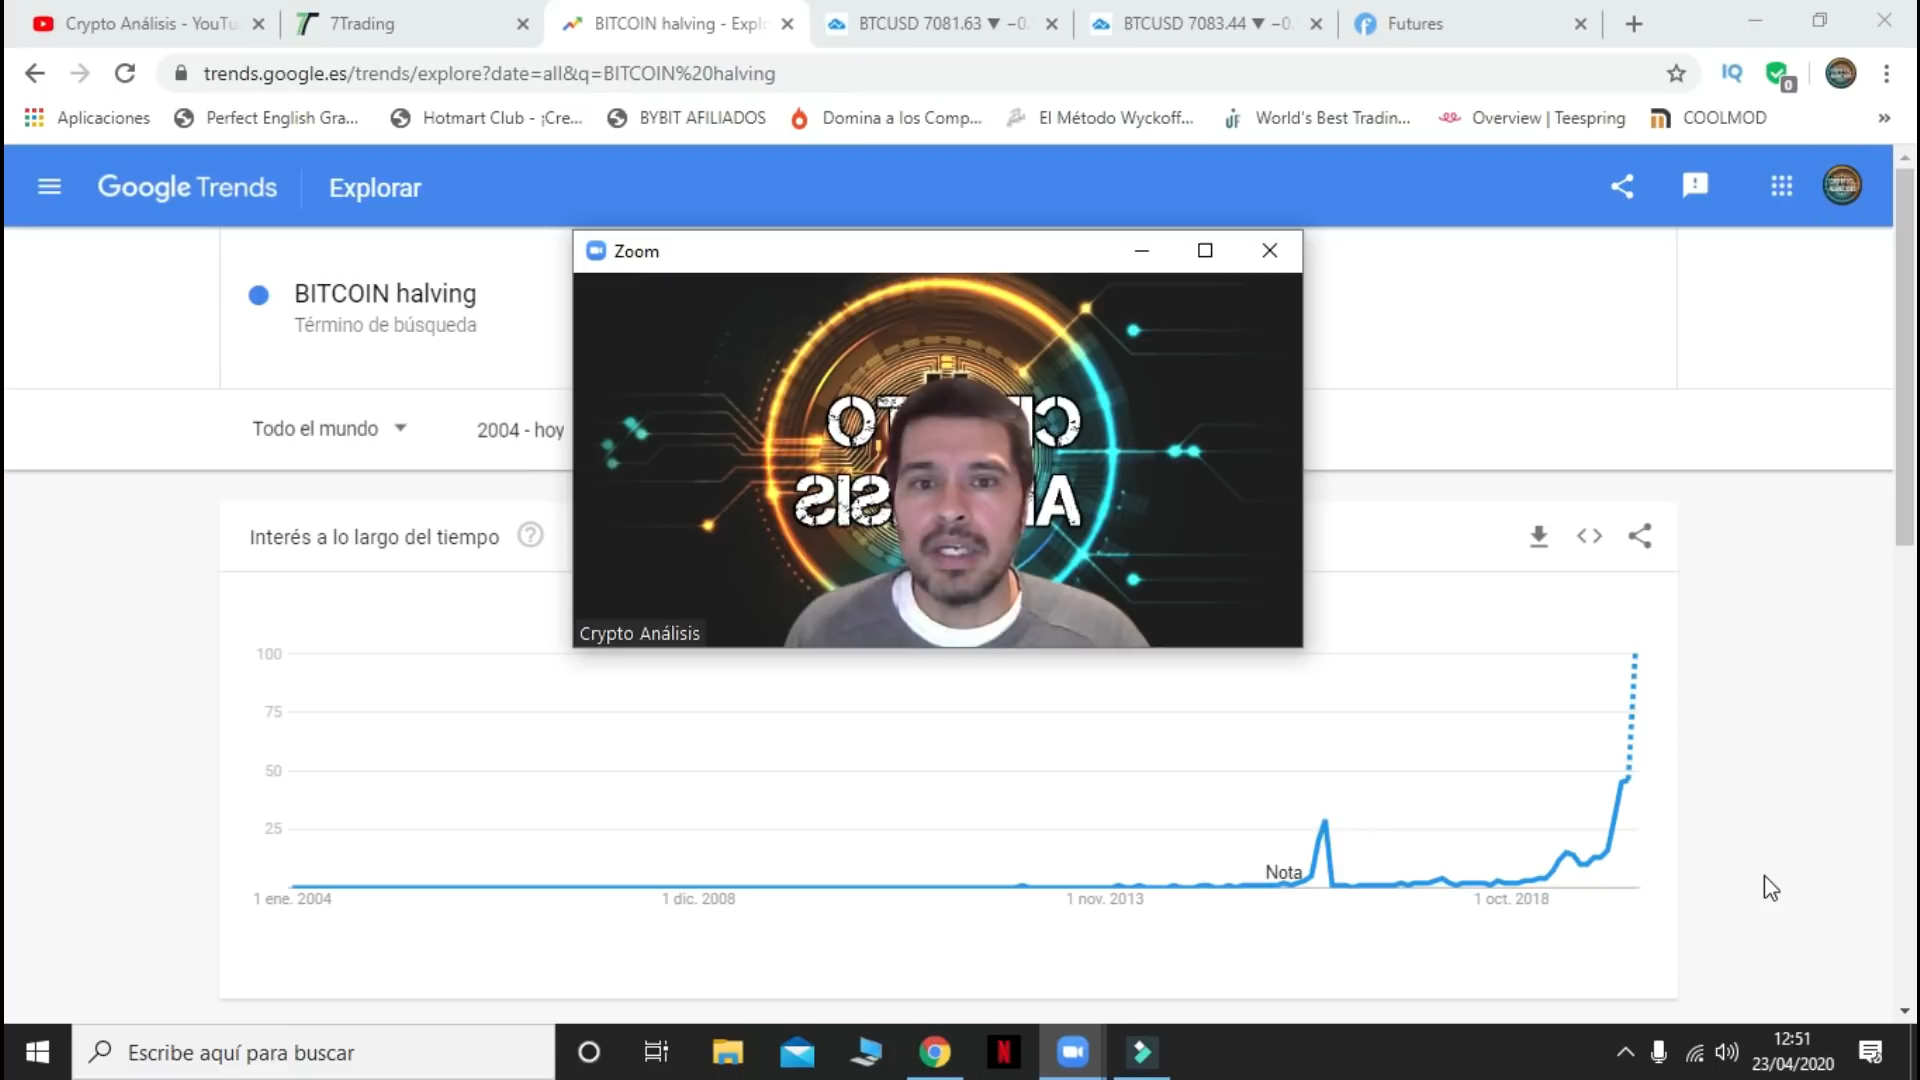 Crypto Análisis - YouTu
7Trading
BITCOIN halving - Explo
BTCUSD 7081.63 ▼ −0.
BTCUSD 7083.44 ▼ −0.
Futures
trends.google.es/trends/explore?date=all&q=BITCOIN%20halving
IQ
0
Aplicaciones
Perfect English Gra...
Hotmart Club - ¡Cre...
BYBIT AFILIADOS
Domina a los Comp...
El Método Wyckoff...
World's Best Tradin...
Overview | Teespring
COOLMOD
»
Google Trends
Explorar
Zoom
BITCOIN halving
Término de búsqueda
Todo el mundo
2004 - hoy
Interés a lo largo del tiempo
Crypto Análisis
100
75
50
25
Nota
1 ene. 2004
1 dic. 2008
1 nov. 2013
1 oct. 2018
Escribe aquí para buscar
12:51
23/04/2020